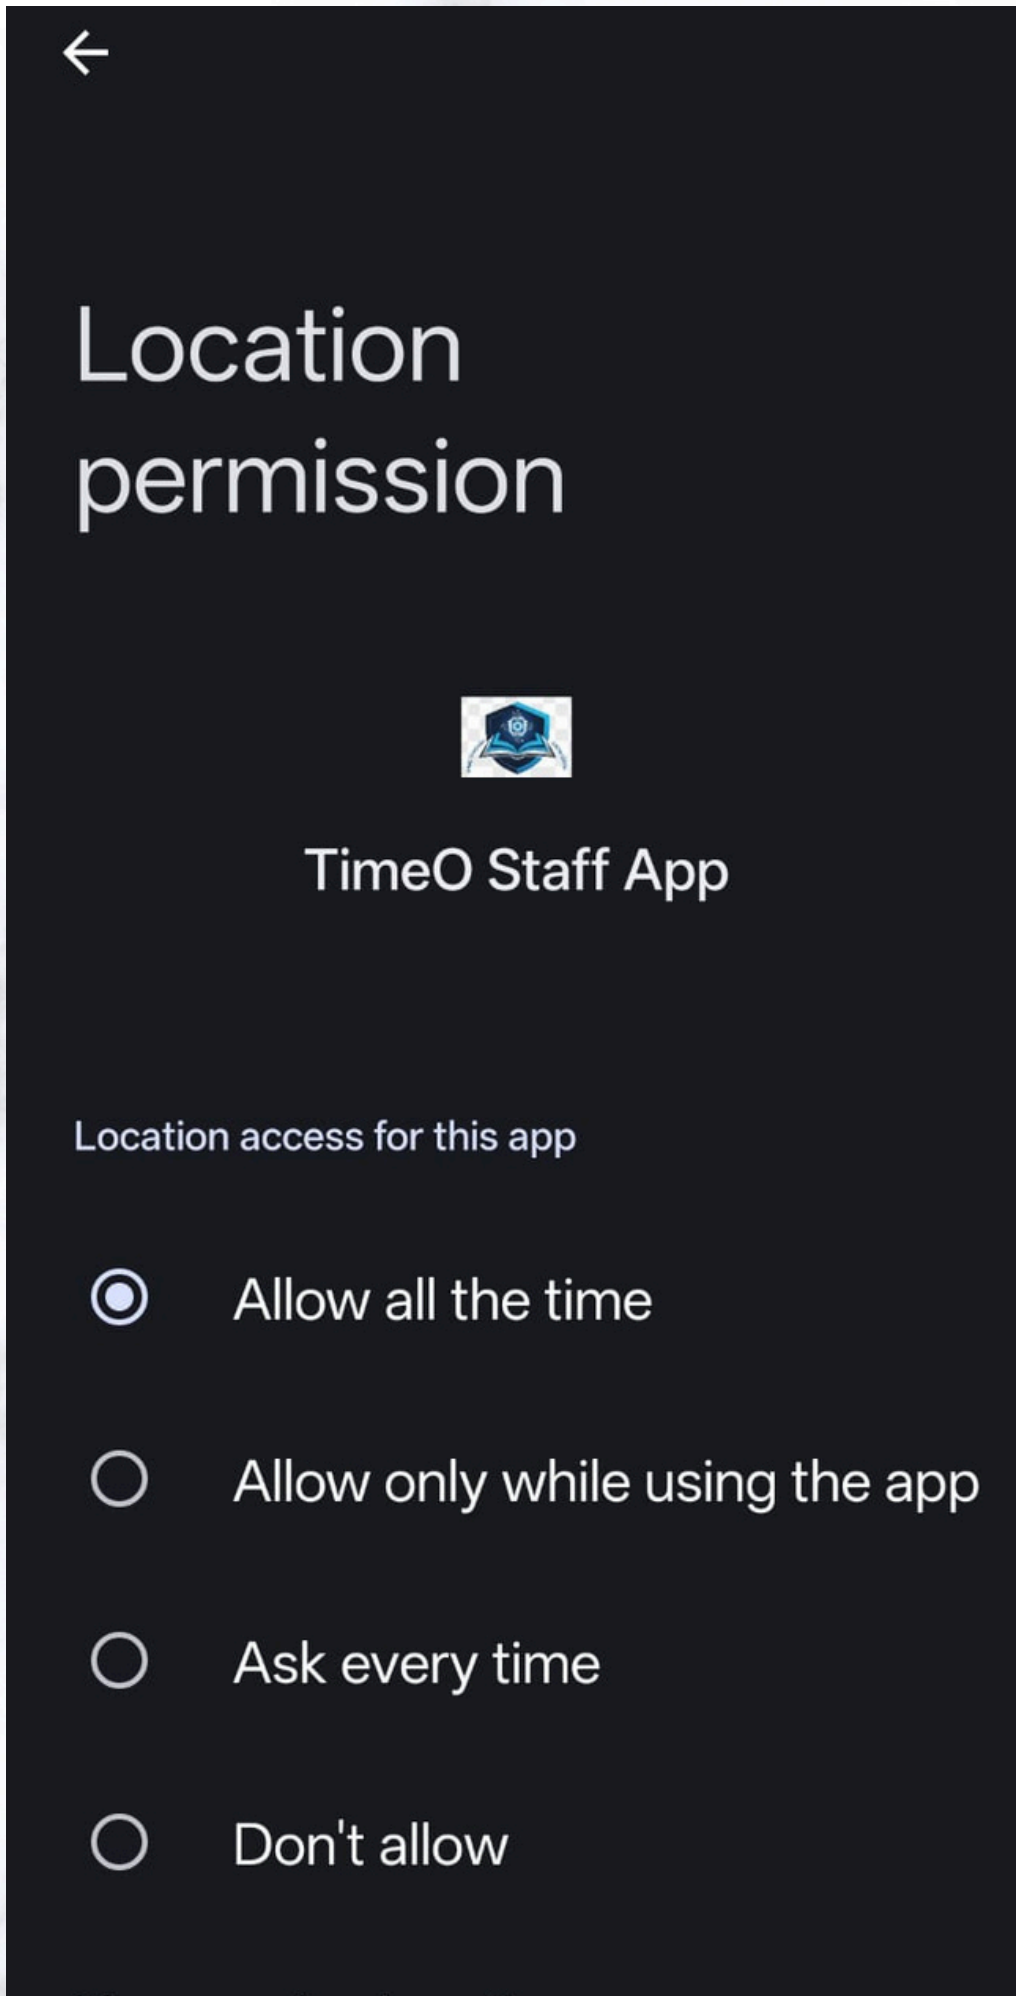 Location
permission
TimeO Staff App
Location access for this app
Allow all the time
Allow only while using the app
Ask every time
Don't allow